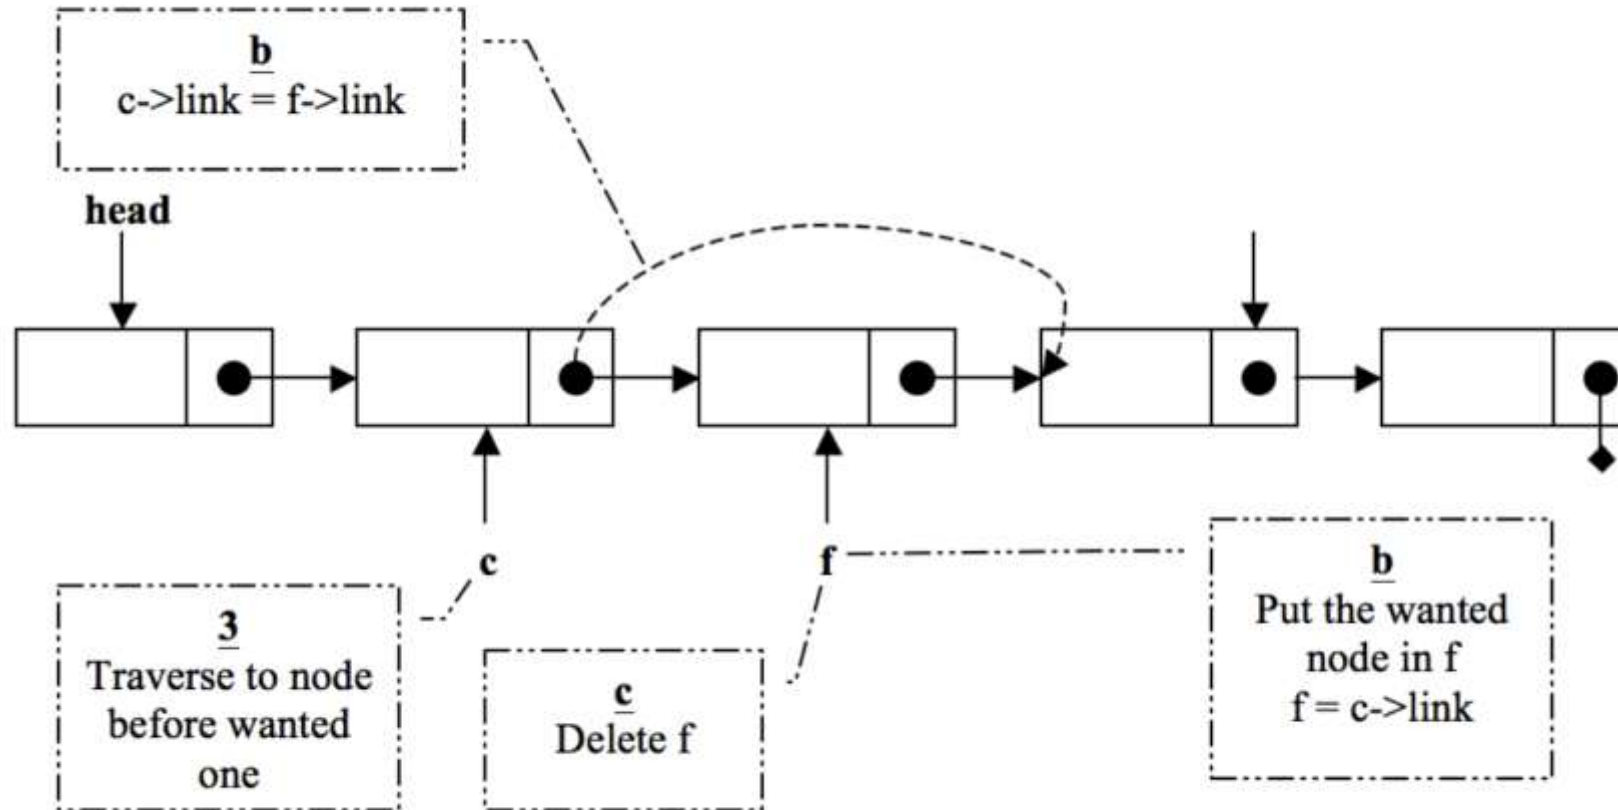 b
c->link = f->link
head
c
f
3
Traverse to node
before wanted
one
c
Delete f
b
Put the wanted
node in f
f = c->link